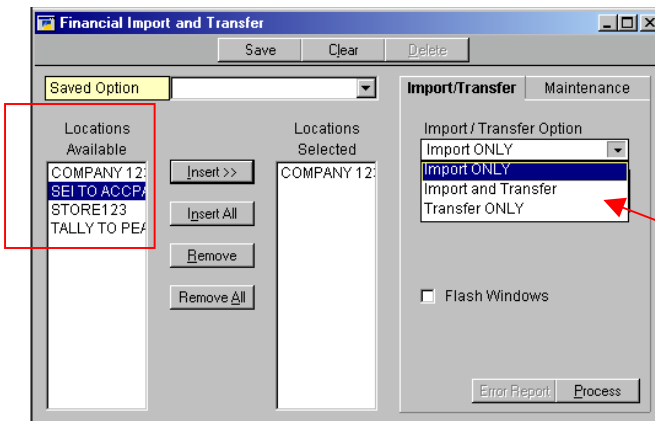 Financial Import and Transfer
Save Clear Delete
Saved Option
Import/Transfer Maintenance
Locations Available
COMPANY 12
SEI TO ACCPA
STORE123
TALLY TO PEA
Insert >>
Insert All
Remove
Remove All
Locations Selected
COMPANY 12
Import / Transfer Option
Import ONLY
Import ONLY
Import and Transfer
Transfer ONLY
Flash Windows
Error Report Process